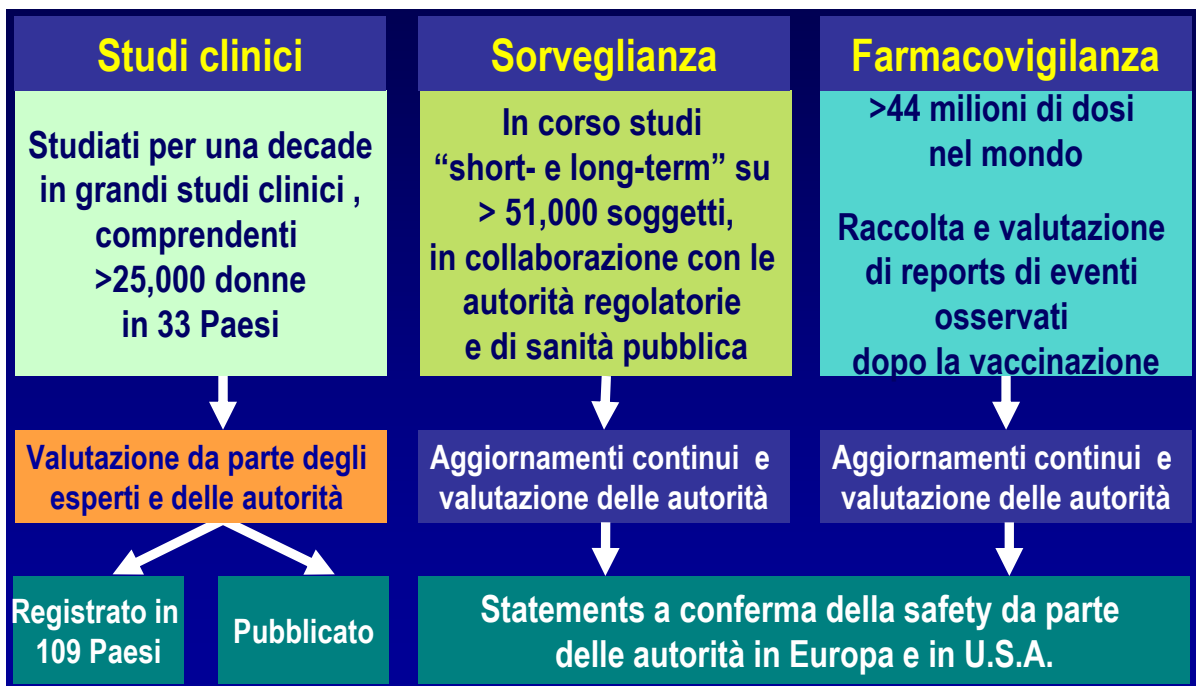 Studi clinici
Studiati per una decade
in grandi studi clinici ,
comprendenti
>25,000 donne
in 33 Paesi
Valutazione da parte degli
esperti e delle autorità
Registrato in
109 Paesi
Pubblicato
Sorveglianza
In corso studi
“short- e long-term” su
> 51,000 soggetti,
in collaborazione con le
autorità regolatorie
e di sanità pubblica
Aggiornamenti continui e
valutazione delle autorità
Farmacovigilanza
>44 milioni di dosi
nel mondo
Raccolta e valutazione
di reports di eventi
osservati
dopo la vaccinazione
Aggiornamenti continui e
valutazione delle autorità
Statements a conferma della safety da parte
delle autorità in Europa e in U.S.A.